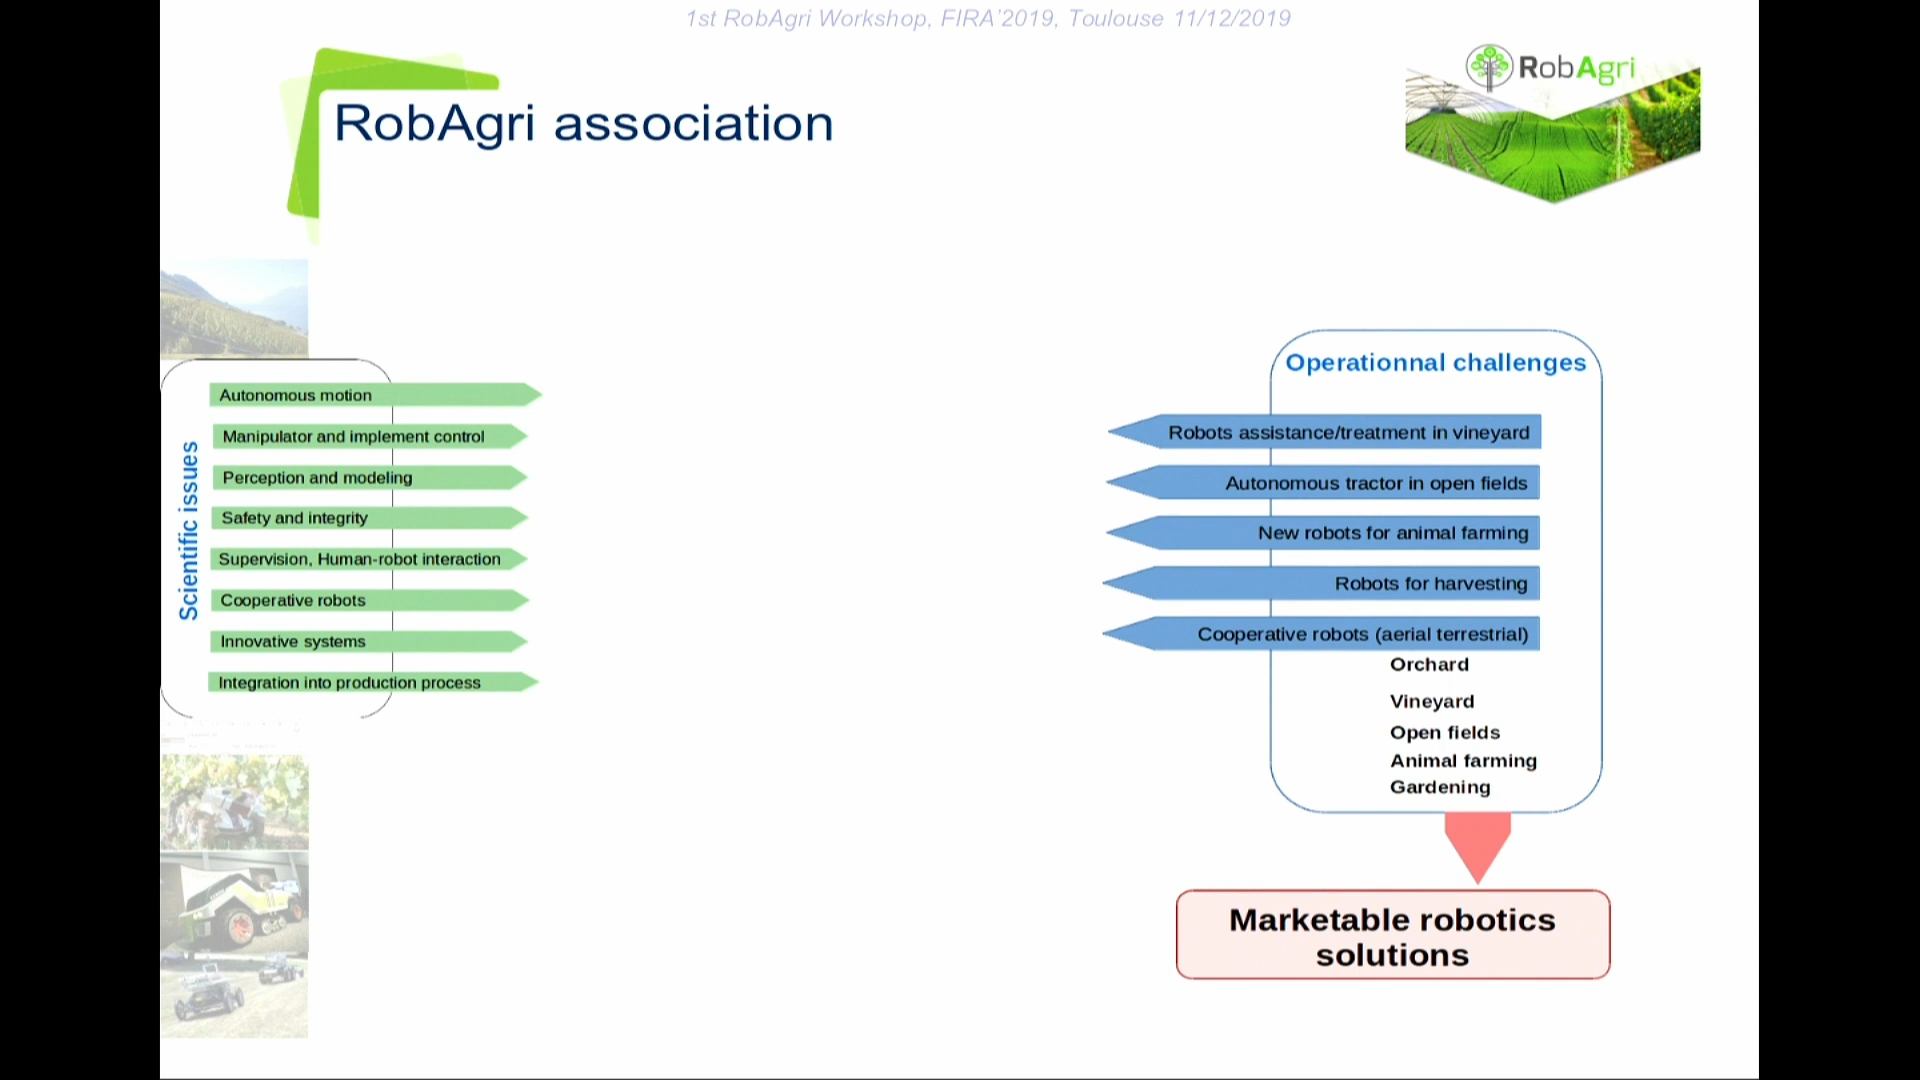 1st RobAgri Workshop, FIRA'2019, Toulouse 11/12/2019
RobAgri
RobAgri association
Scientific issues
Autonomous motion
Manipulator and implement control
Perception and modeling
Safety and integrity
Supervision, Human-robot interaction
Cooperative robots
Innovative systems
Integration into production process
Operationnal challenges
Robots assistance/treatment in vineyard
Autonomous tractor in open fields
New robots for animal farming
Robots for harvesting
Cooperative robots (aerial terrestrial)
Orchard
Vineyard
Open fields
Animal farming
Gardening
Marketable robotics
solutions